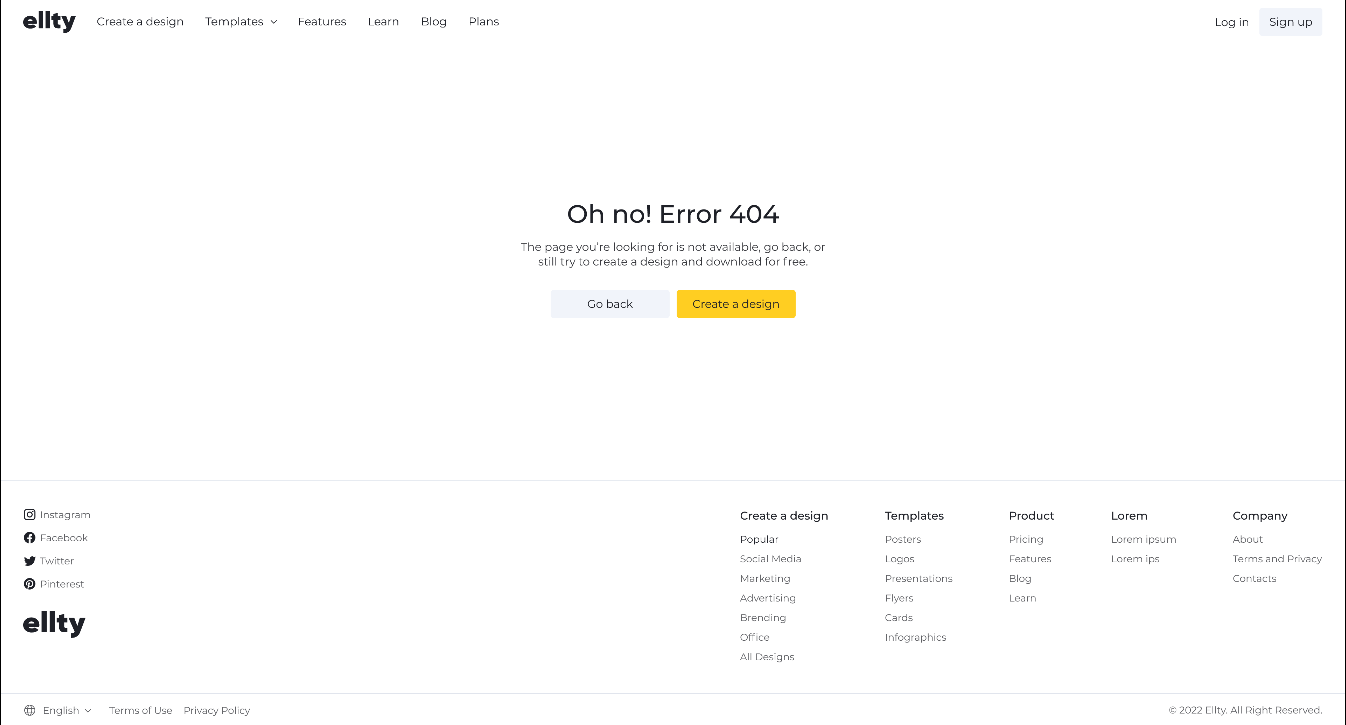 ellty
Create a design
Templates
Features
Learn
Blog
Plans
Log in
Sign up
Oh no! Error 404
The page you're looking for is not available, go back, or
still try to create a design and download for free.
Go back
Create a design
Instagram
Facebook
Twitter
Pinterest
ellty
Create a design
Popular
Social Media
Marketing
Advertising
Brending
Office
All Designs
Templates
Posters
Logos
Presentations
Flyers
Cards
Infographics
Product
Pricing
Features
Blog
Learn
Lorem
Lorem ipsum
Lorem ips
Company
About
Terms and Privacy
Contacts
English
Terms of Use
Privacy Policy
© 2022 Ellty. All Right Reserved.